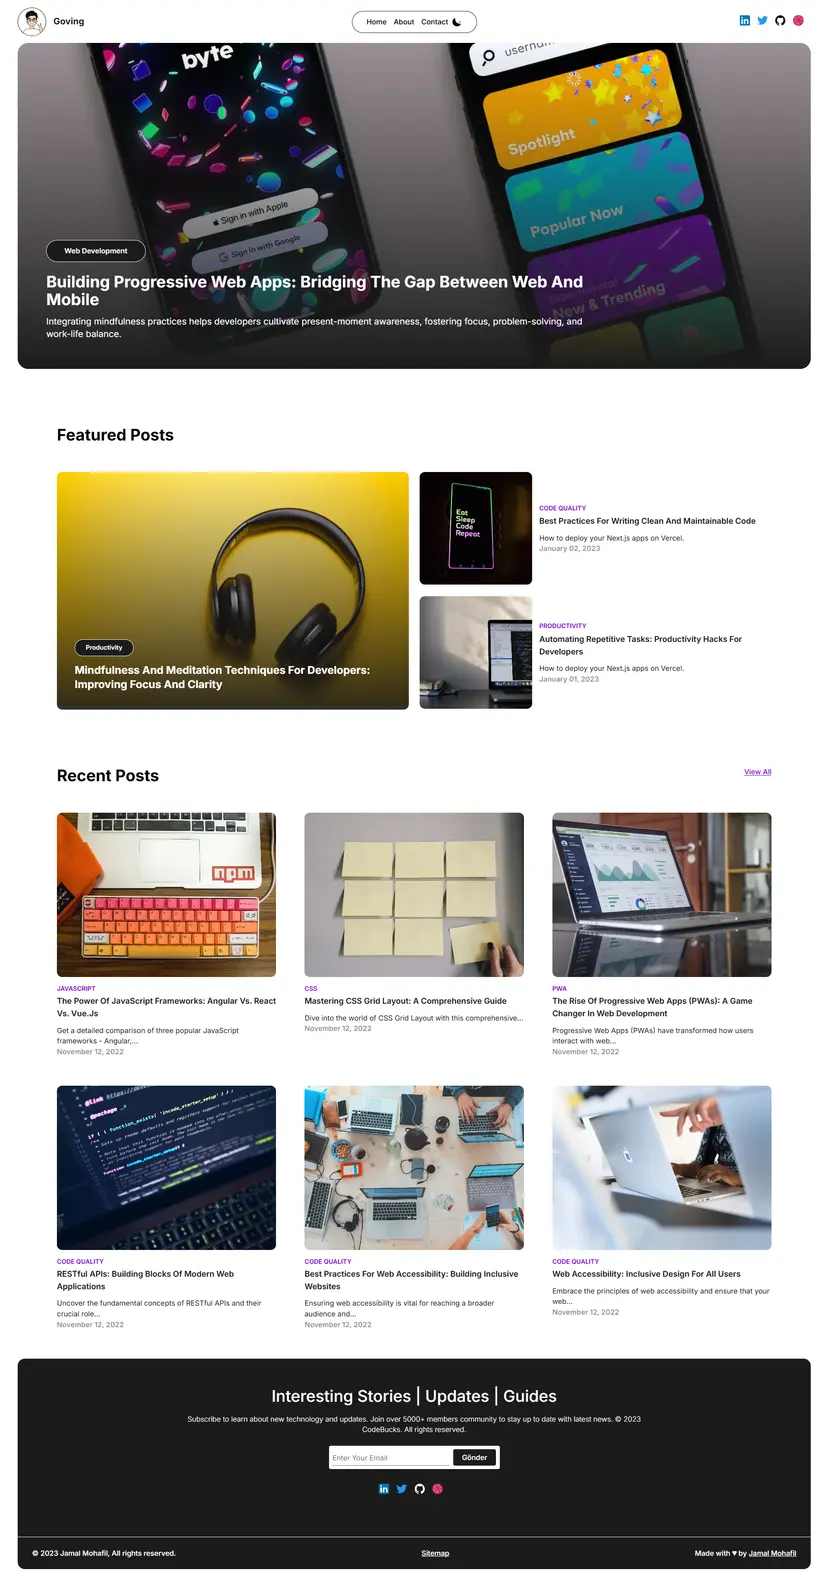 Goving
Home About Contact
byte
username
Spotlight
Popular Now
New & Trending
Sign in with Apple
Sign in with Google
Web Development
Building Progressive Web Apps: Bridging The Gap Between Web And
Mobile
Integrating mindfulness practices helps developers cultivate present-moment awareness, fostering focus, problem-solving, and
work-life balance.
Featured Posts
Productivity
Mindfulness And Meditation Techniques For Developers:
Improving Focus And Clarity
Eat
Sleep
Code
Repeat
CODE QUALITY
Best Practices For Writing Clean And Maintainable Code
How to deploy your Next.js apps on Vercel.
January 02, 2023
PRODUCTIVITY
Automating Repetitive Tasks: Productivity Hacks For
Developers
How to deploy your Next.js apps on Vercel.
January 01, 2023
Recent Posts
View All
npm
JAVASCRIPT
The Power Of JavaScript Frameworks: Angular Vs. React
Vs. Vue.Js
Get a detailed comparison of three popular JavaScript
frameworks - Angular,...
November 12, 2022
CSS
Mastering CSS Grid Layout: A Comprehensive Guide
Dive into the world of CSS Grid Layout with this comprehensive...
November 12, 2022
PWA
The Rise Of Progressive Web Apps (PWAs): A Game
Changer In Web Development
Progressive Web Apps (PWAs) have transformed how users
interact with web...
November 12, 2022
@link
@package
CODE QUALITY
RESTful APIs: Building Blocks Of Modern Web
Applications
Uncover the fundamental concepts of RESTful APIs and their
crucial role...
November 12, 2022
CODE QUALITY
Best Practices For Web Accessibility: Building Inclusive
Websites
Ensuring web accessibility is vital for reaching a broader
audience and...
November 12, 2022
CODE QUALITY
Web Accessibility: Inclusive Design For All Users
Embrace the principles of web accessibility and ensure that your
web...
November 12, 2022
Interesting Stories | Updates | Guides
Subscribe to learn about new technology and updates. Join over 5000+ members community to stay up to date with latest news. © 2023
CodeBucks. All rights reserved.
Enter Your Email
Gönder
© 2023 Jamal Mohafil, All rights reserved.
Sitemap
Made with ♥ by Jamal Mohafil